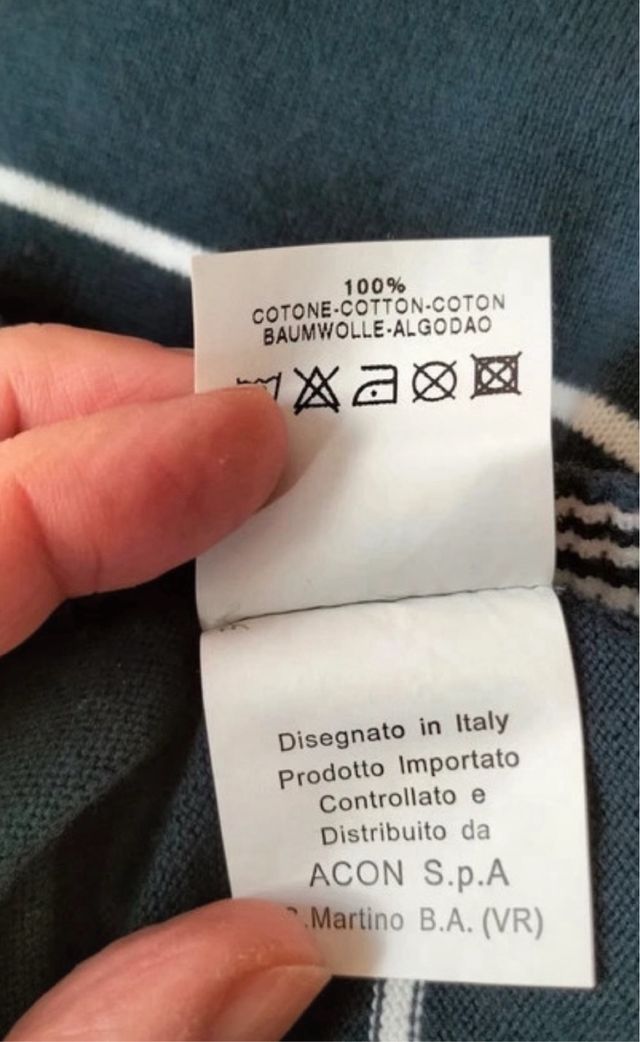 100%
COTONE-COTTON-COTON
BAUMWOLLE-ALGODAO
Disegnato in Italy
Prodotto Importato
Controllato e
Distribuito da
ACON S.p.A
.Martino B.A. (VR)